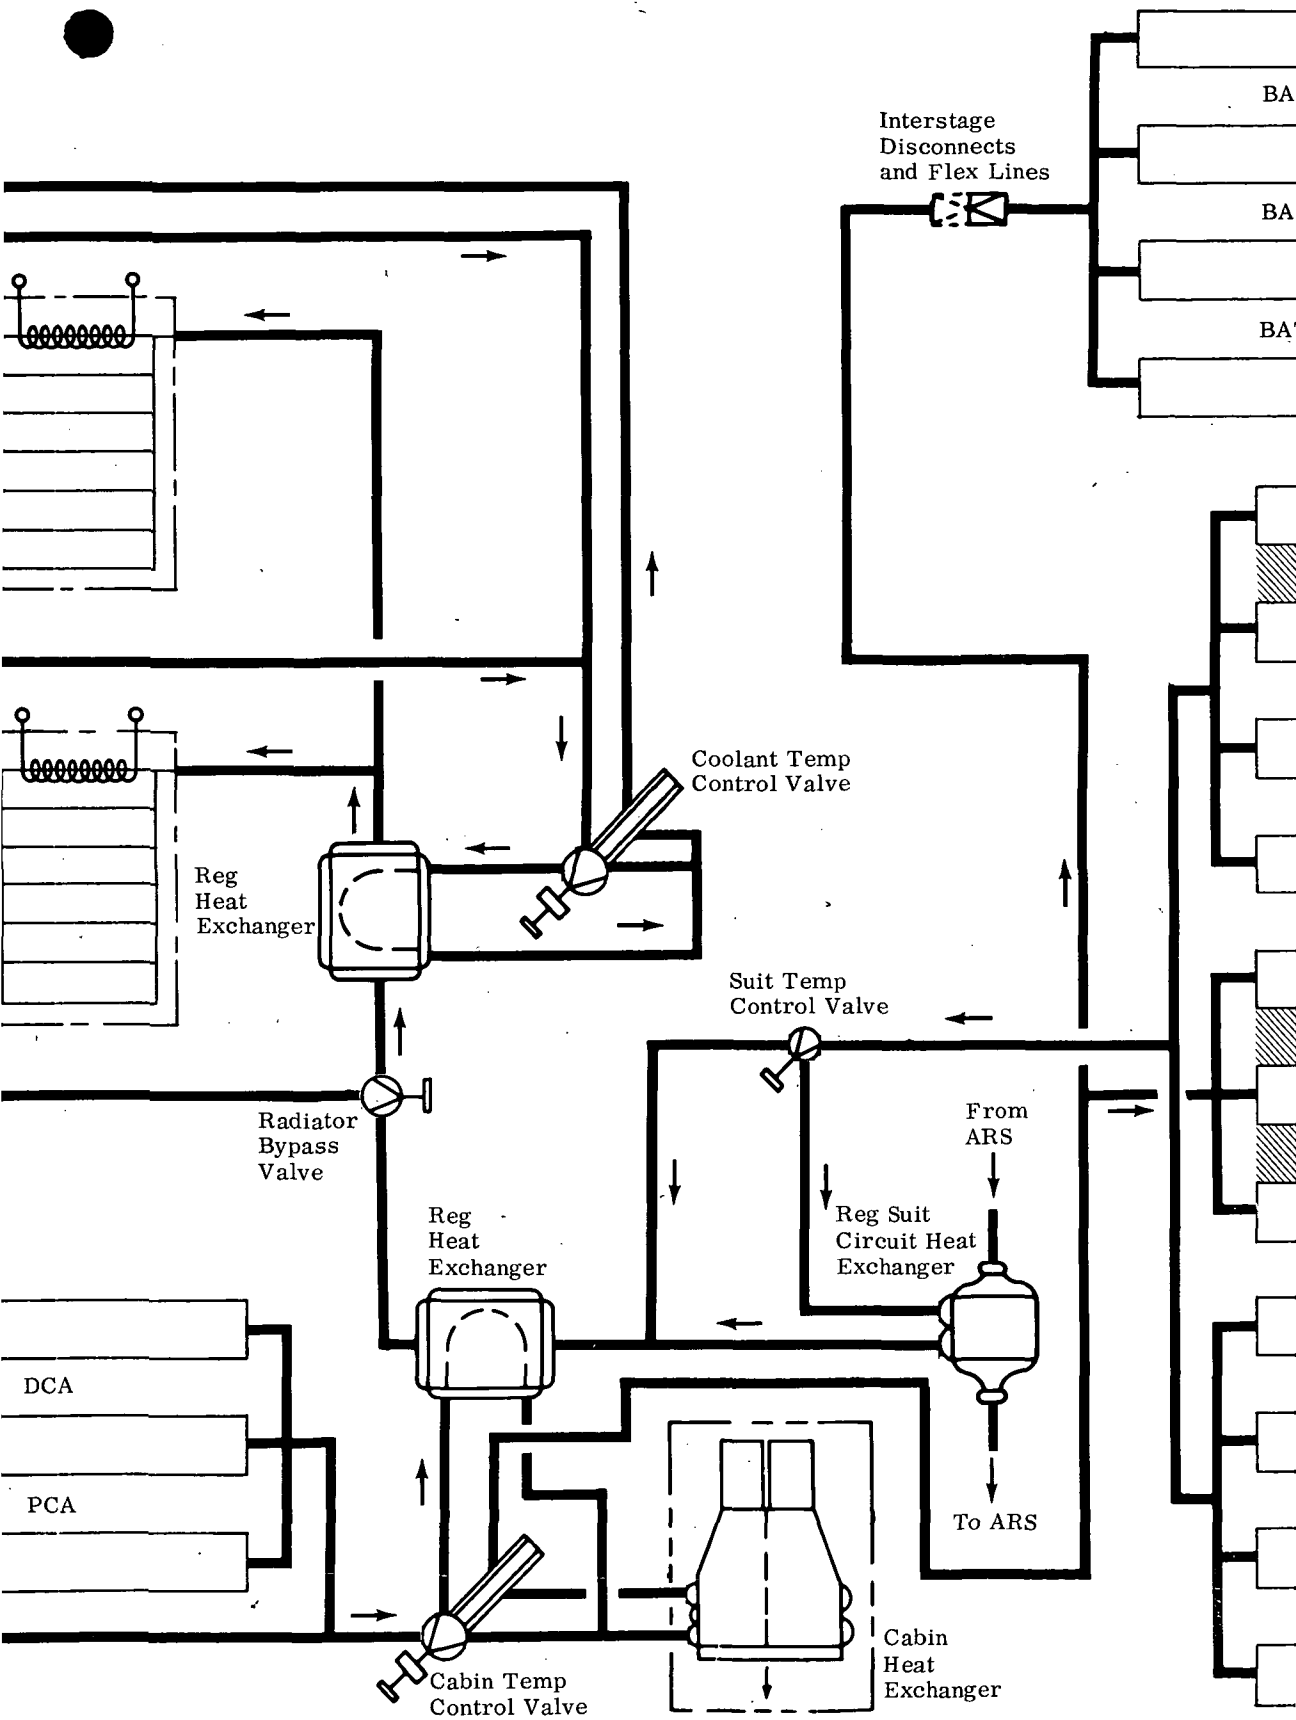 BA
Interstage
Disconnects
and Flex Lines
BA
BAT
Coolant Temp
Control Valve
Reg
Heat
Exchanger
Suit Temp
Control Valve
From
ARS
Radiator
Bypass
Valve
Reg
Heat
Exchanger
Reg Suit
Circuit Heat
Exchanger
DCA
PCA
To ARS
Cabin
Heat
Exchanger
Cabin Temp
Control Valve